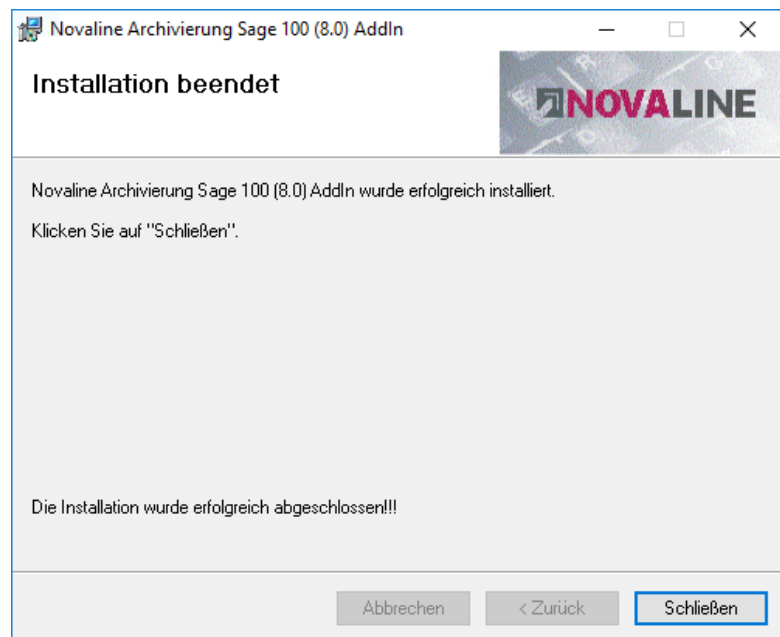 Novaline Archivierung Sage 100 (8.0) AddIn
Installation beendet
NOVALINE
Novaline Archivierung Sage 100 (8.0) AddIn wurde erfolgreich installiert.
Klicken Sie auf "Schließen".
Die Installation wurde erfolgreich abgeschlossen!!!
Abbrechen
< Zurück
Schließen